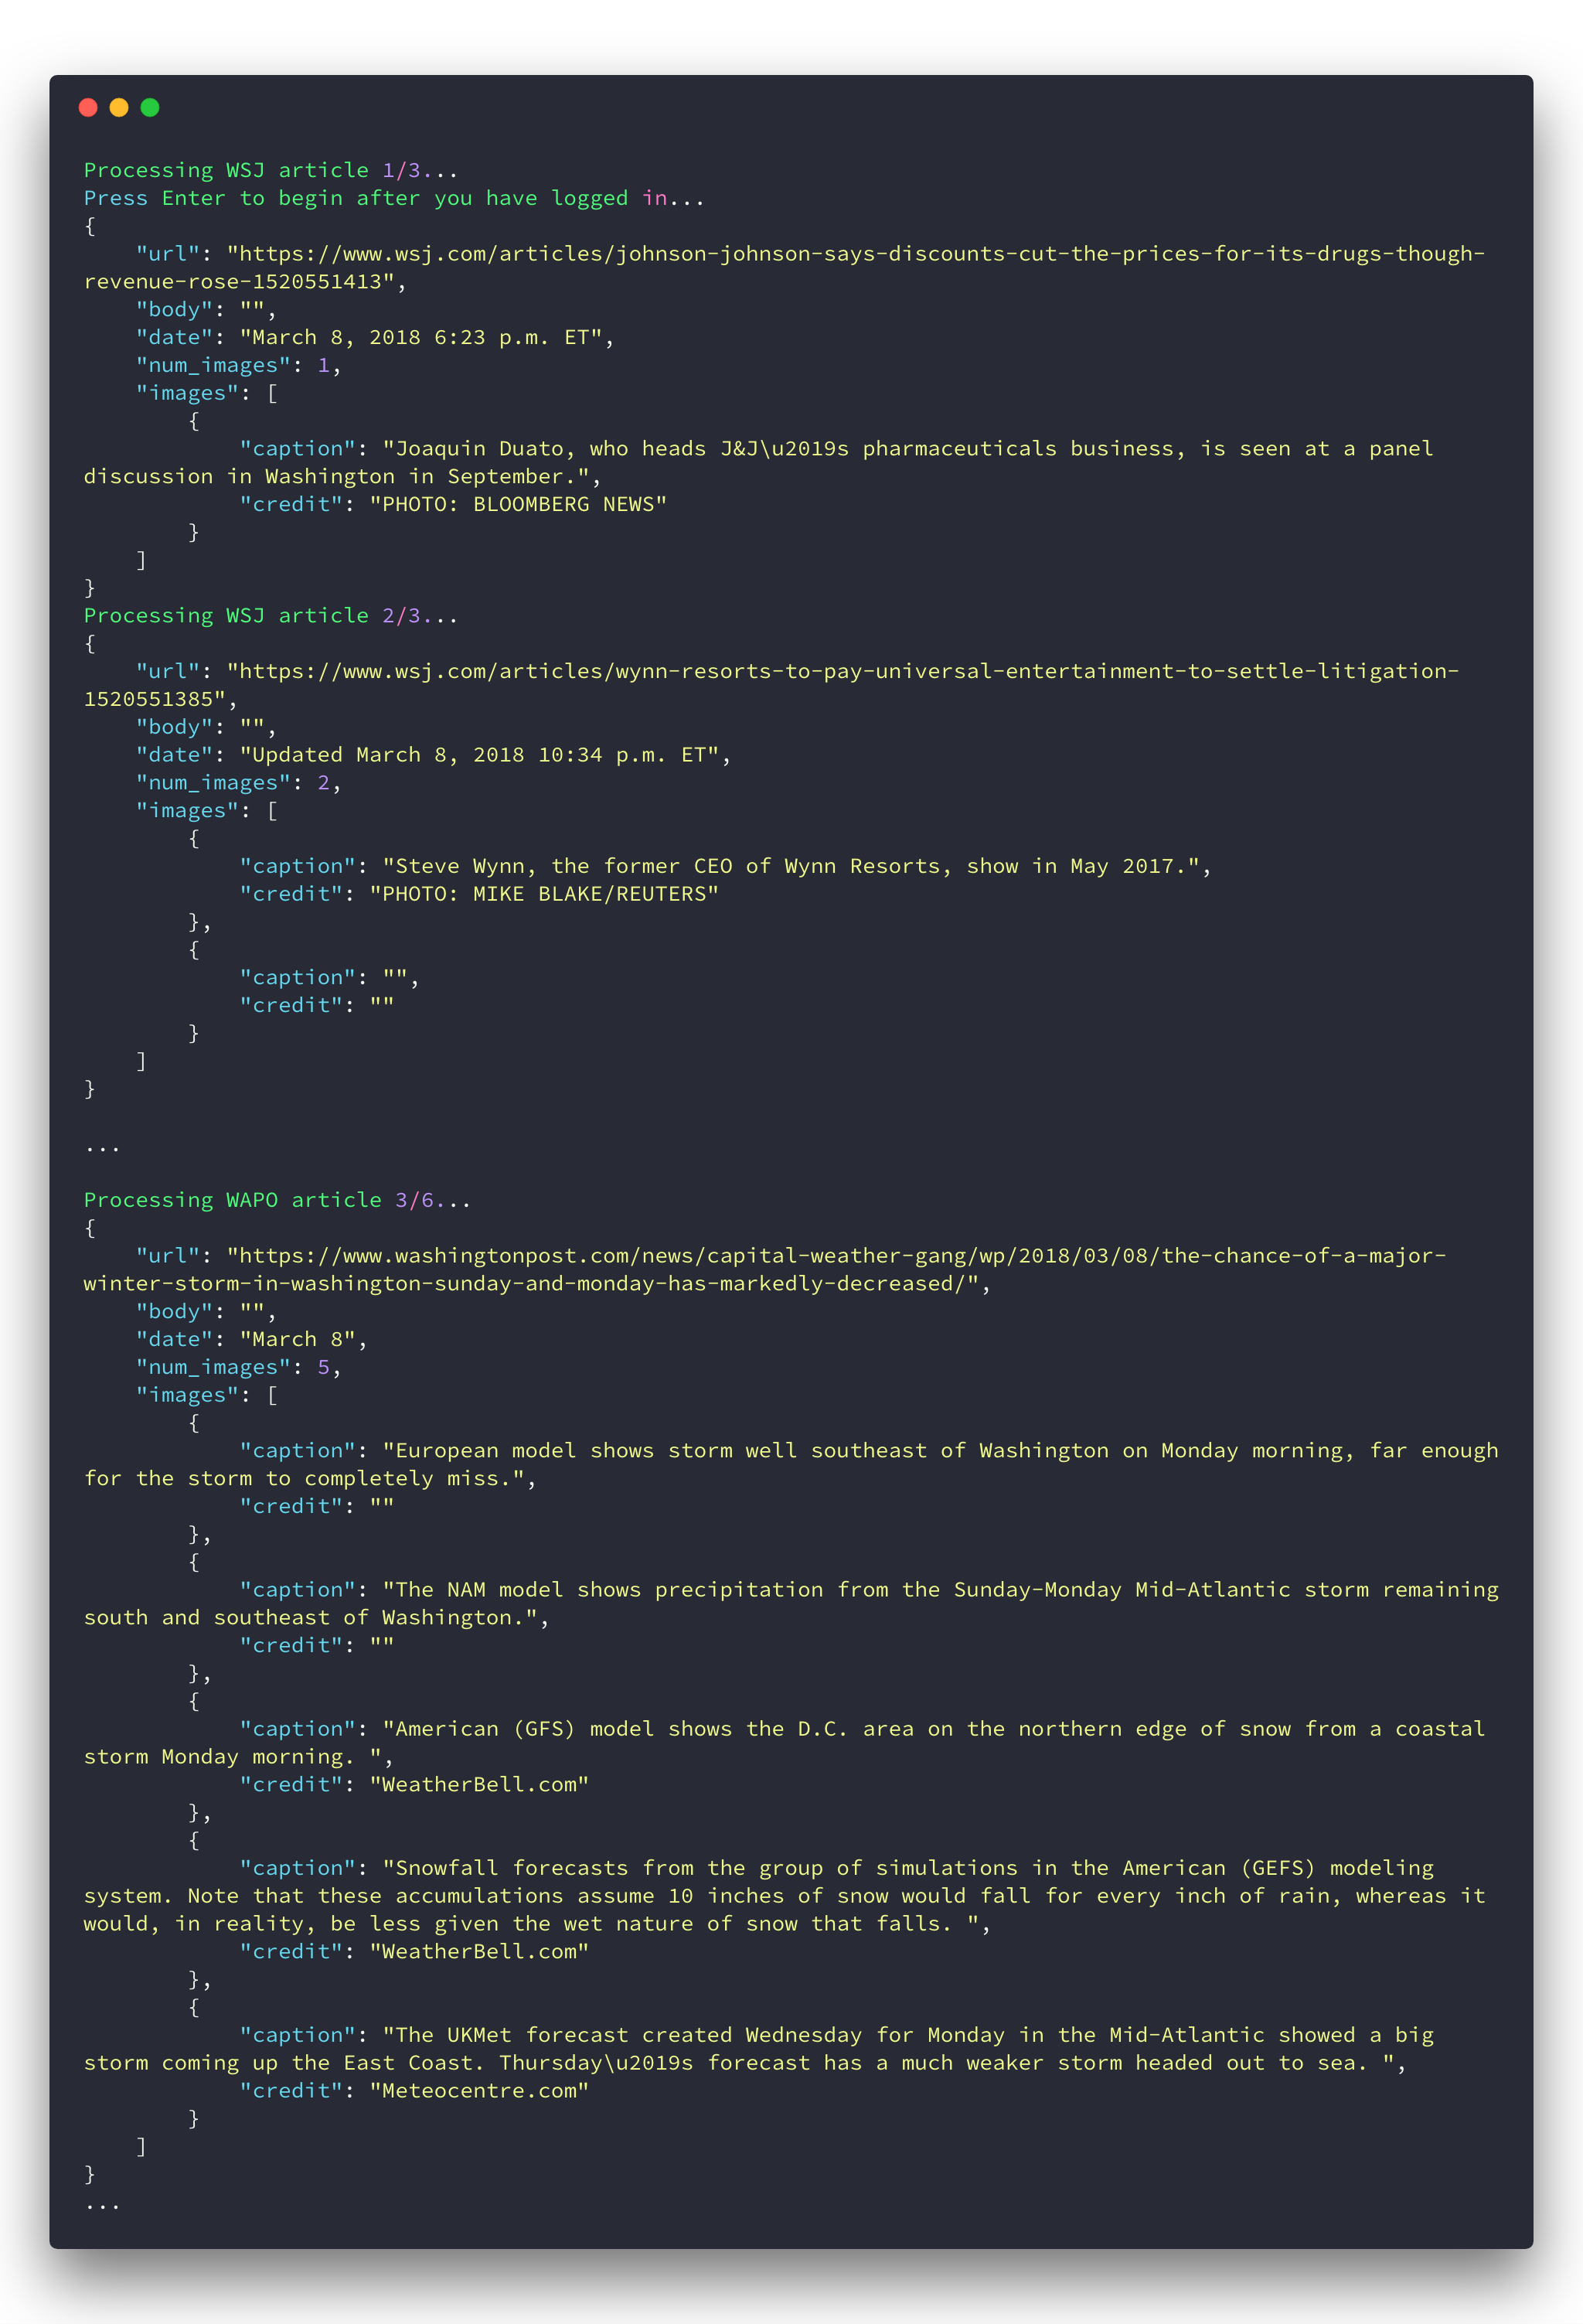 Processing WSJ article 1/3...
Press Enter to begin after you have logged in...
{
    "url": "https://www.wsj.com/articles/johnson-johnson-says-discounts-cut-the-prices-for-its-drugs-though-
revenue-rose-1520551413",
    "body": "",
    "date": "March 8, 2018 6:23 p.m. ET",
    "num_images": 1,
    "images": [
        {
            "caption": "Joaquin Duato, who heads J&J\u2019s pharmaceuticals business, is seen at a panel
discussion in Washington in September.",
            "credit": "PHOTO: BLOOMBERG NEWS"
        }
    ]
}
Processing WSJ article 2/3...
{
    "url": "https://www.wsj.com/articles/wynn-resorts-to-pay-universal-entertainment-to-settle-litigation-
1520551385",
    "body": "",
    "date": "Updated March 8, 2018 10:34 p.m. ET",
    "num_images": 2,
    "images": [
        {
            "caption": "Steve Wynn, the former CEO of Wynn Resorts, show in May 2017.",
            "credit": "PHOTO: MIKE BLAKE/REUTERS"
        },
        {
            "caption": "",
            "credit": ""
        }
    ]
}
...
Processing WAPO article 3/6...
{
    "url": "https://www.washingtonpost.com/news/capital-weather-gang/wp/2018/03/08/the-chance-of-a-major-
winter-storm-in-washington-sunday-and-monday-has-markedly-decreased/",
    "body": "",
    "date": "March 8",
    "num_images": 5,
    "images": [
        {
            "caption": "European model shows storm well southeast of Washington on Monday morning, far enough
for the storm to completely miss.",
            "credit": ""
        },
        {
            "caption": "The NAM model shows precipitation from the Sunday-Monday Mid-Atlantic storm remaining
south and southeast of Washington.",
            "credit": ""
        },
        {
            "caption": "American (GFS) model shows the D.C. area on the northern edge of snow from a coastal
storm Monday morning. ",
            "credit": "WeatherBell.com"
        },
        {
            "caption": "Snowfall forecasts from the group of simulations in the American (GEFS) modeling
system. Note that these accumulations assume 10 inches of snow would fall for every inch of rain, whereas it
would, in reality, be less given the wet nature of snow that falls. ",
            "credit": "WeatherBell.com"
        },
        {
            "caption": "The UKMet forecast created Wednesday for Monday in the Mid-Atlantic showed a big
storm coming up the East Coast. Thursday\u2019s forecast has a much weaker storm headed out to sea. ",
            "credit": "Meteocentre.com"
        }
    ]
}
...